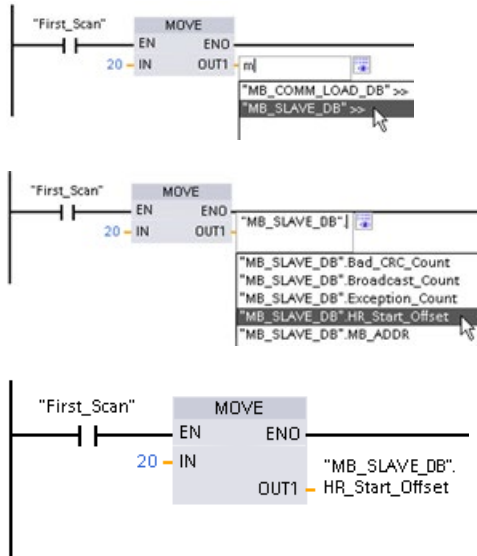 "First_Scan"
MOVE
EN ENO
20 IN OUT1 m
"MB_COMM_LOAD_DB" >>
"MB_SLAVE_DB" >>
"First_Scan"
MOVE
EN ENO
20 IN OUT1 "MB_SLAVE_DB".
"MB_SLAVE_DB".Bad_CRC_Count
"MB_SLAVE_DB".Broadcast_Count
"MB_SLAVE_DB".Exception_Count
"MB_SLAVE_DB".HR_Start_Offset
"MB_SLAVE_DB".MB_ADDR
"First_Scan"
MOVE
EN ENO
20 IN
"MB_SLAVE_DB".
OUT1 HR_Start_Offset